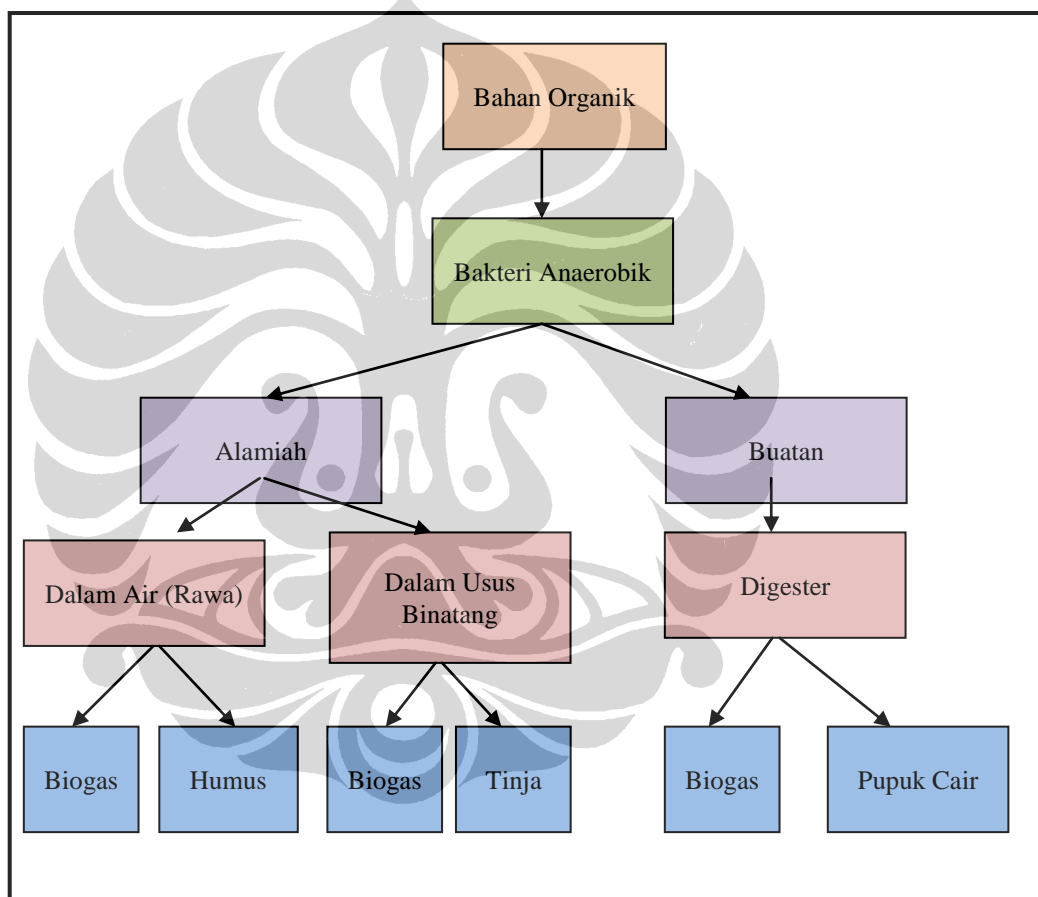 Bahan Organik
Bakteri Anaerobik
Alamiah
Buatan
Dalam Air (Rawa)
Dalam Usus
Binatang
Digester
Biogas
Humus
Biogas
Tinja
Biogas
Pupuk Cair